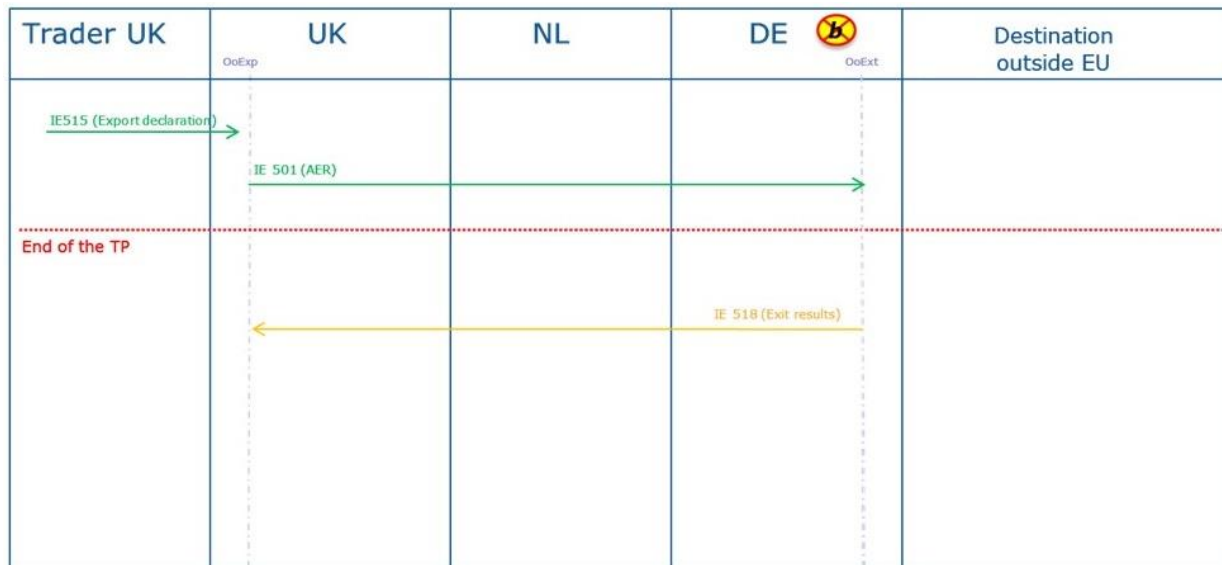 Trader UK
UK
NL
DE
b
Destination
outside EU
OoExp
OoExt
IE515 (Export declaration)
IE 501 (AER)
End of the TP
IE 518 (Exit results)